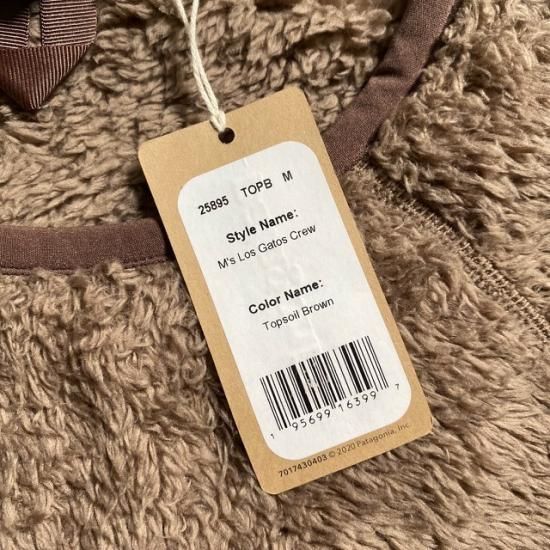 25895 TOPB M
Style Name:
M's Los Gatos Crew
Color Name:
Topsoil Brown
1 95699 16399 7
7017430403 © 2020 Patagonia, Inc.